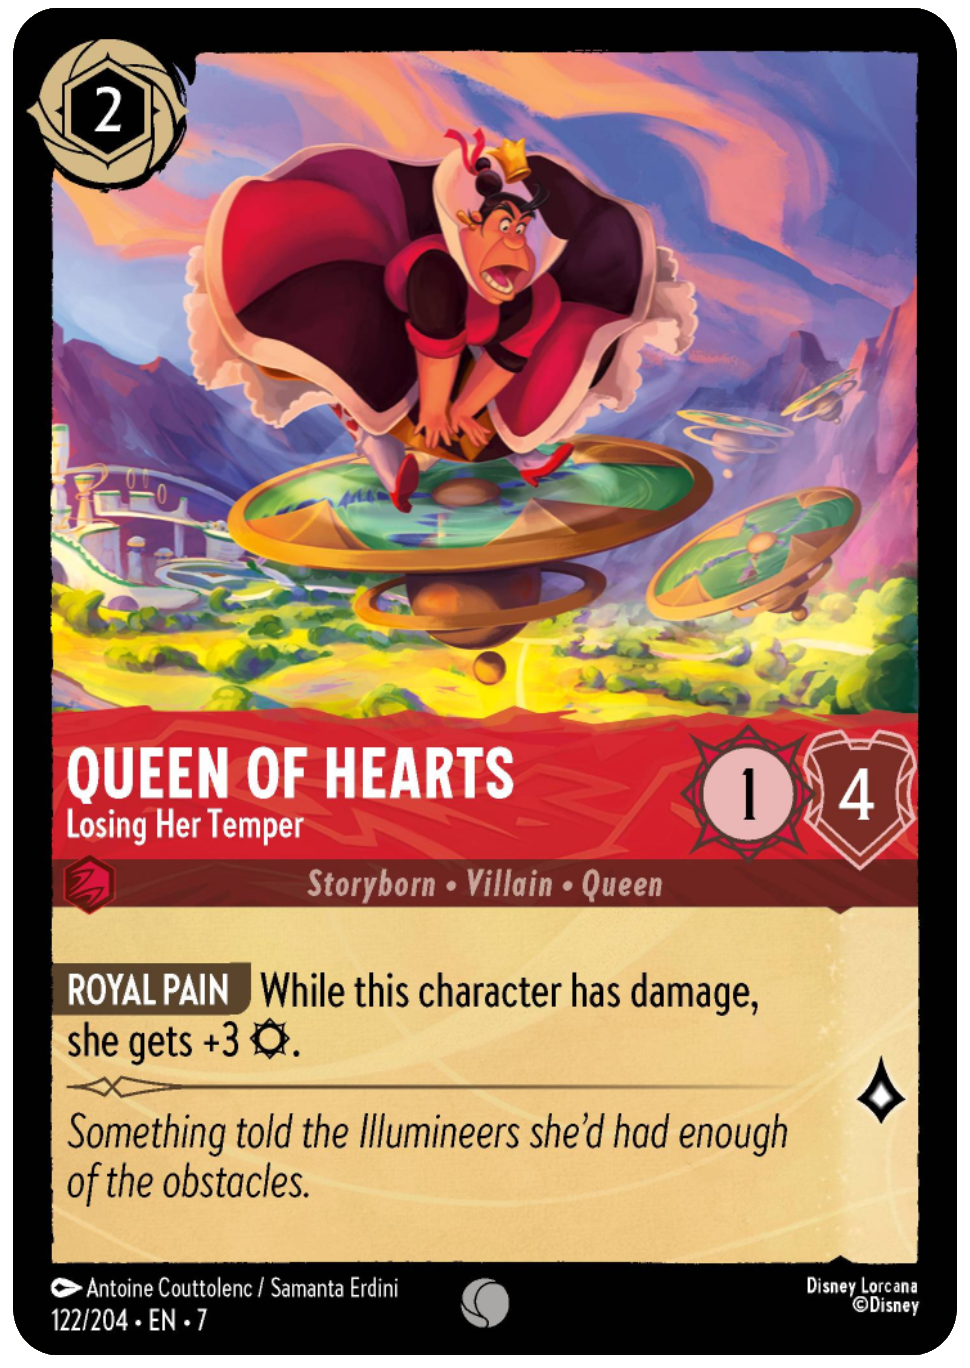 2
QUEEN OF HEARTS
Losing Her Temper
1
4
Storyborn • Villain • Queen
ROYAL PAIN While this character has damage,
she gets +3 .
Something told the Illumineers she'd had enough
of the obstacles.
Antoine Couttolenc / Samanta Erdini
122/204 • EN • 7
Disney Lorcana
©Disney